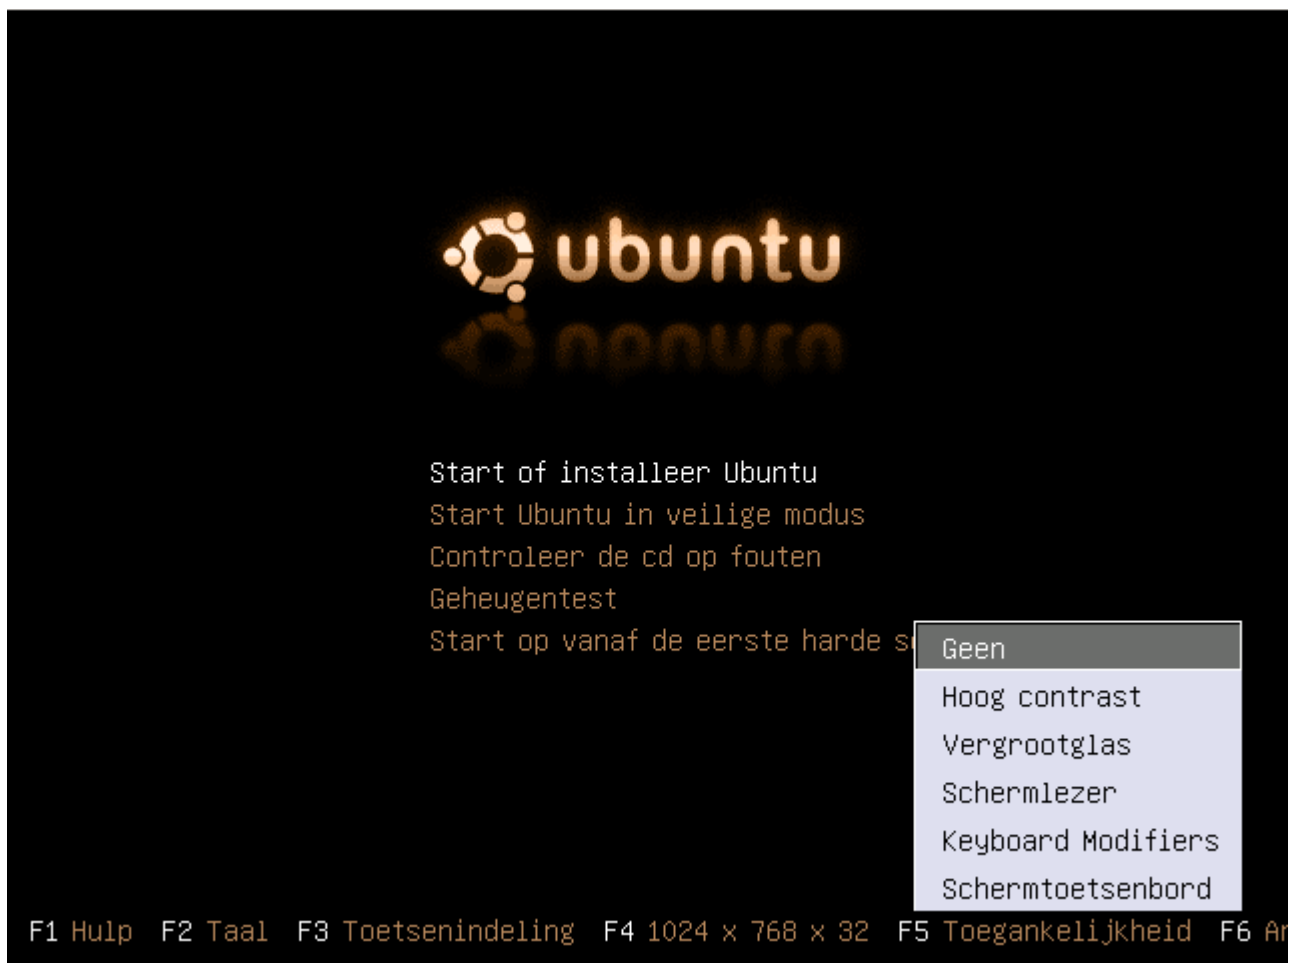 ubuntu
Start of installeer Ubuntu
Start Ubuntu in veilige modus
Controleer de cd op fouten
Geheugentest
Start op vanaf de eerste harde
Geen
Hoog contrast
Vergrootglas
Schermlezer
Keyboard Modifiers
Schermtoetsenbord
F1 Hulp F2 Taal F3 Toetsenindeling F4 1024 x 768 x 32 F5 Toegankelijkheid F6